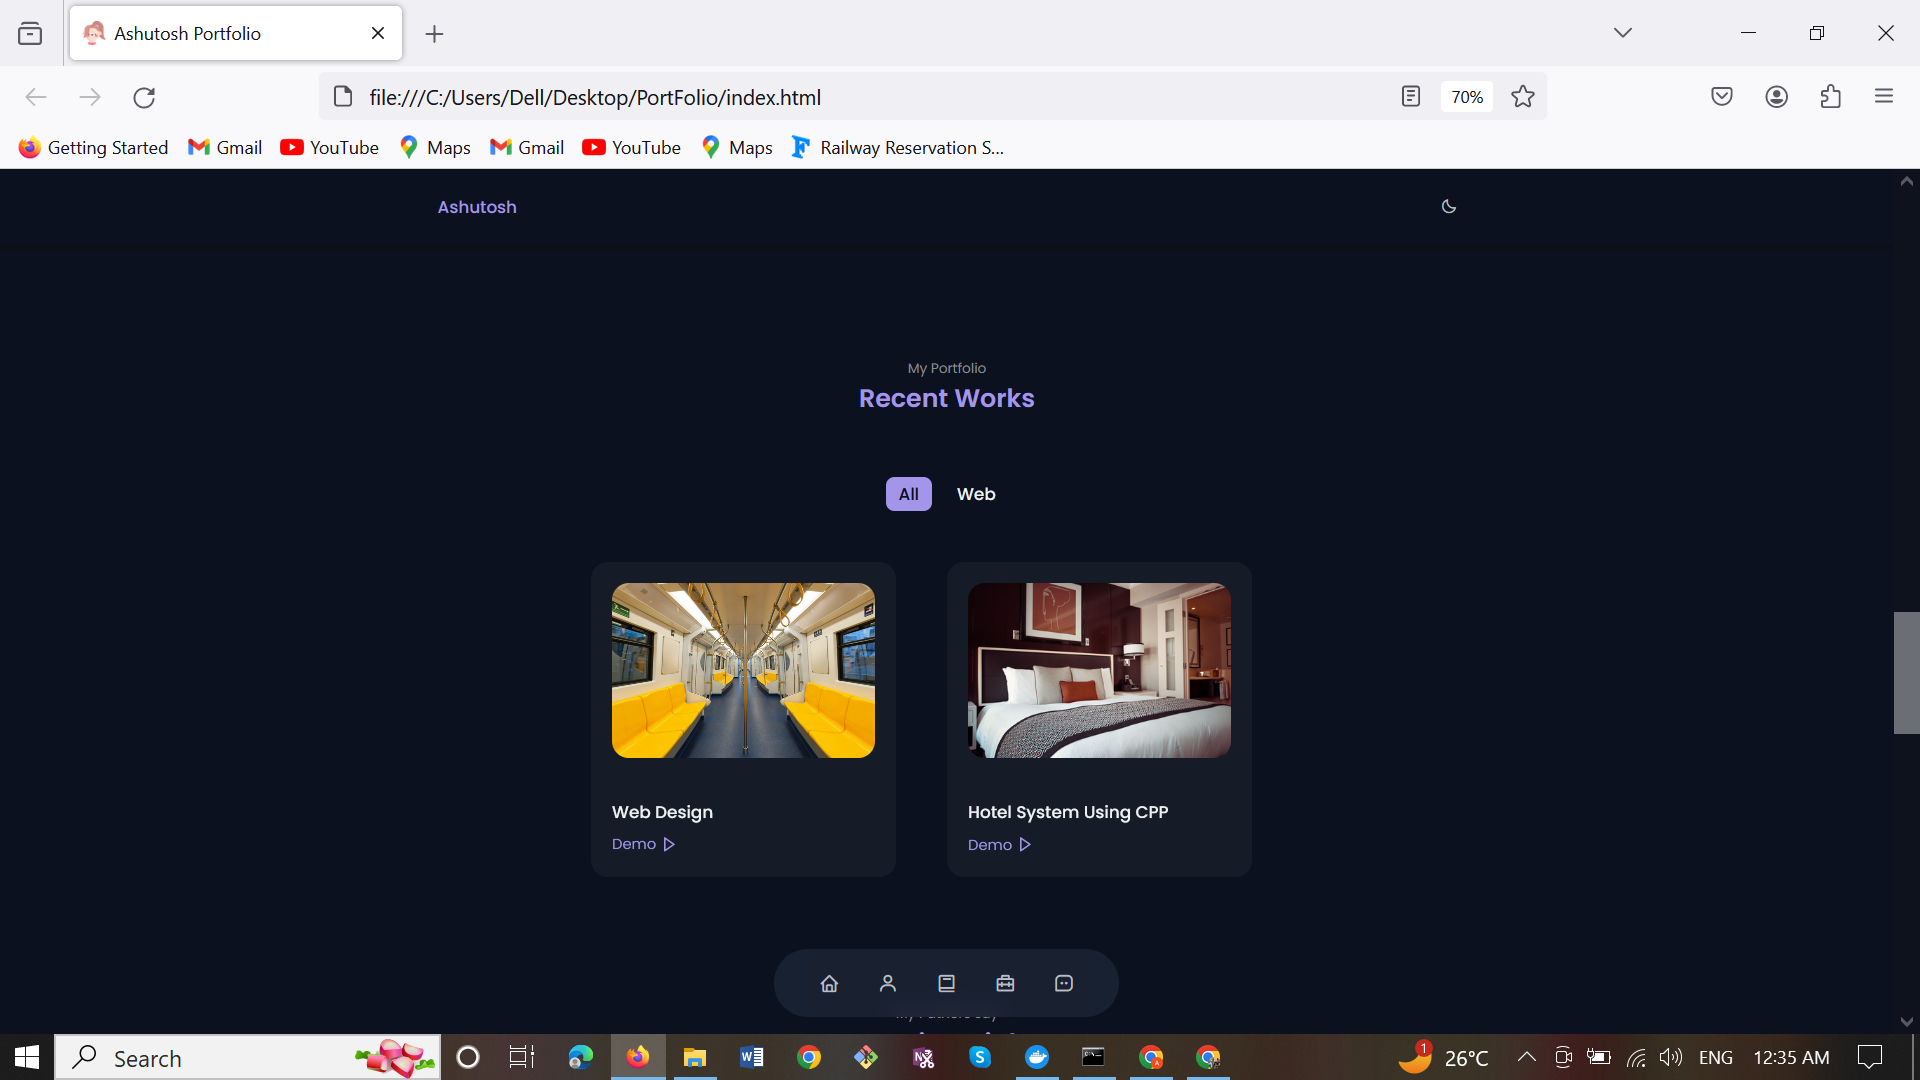 Ashutosh Portfolio
file:///C:/Users/Dell/Desktop/PortFolio/index.html
70%
Getting Started
Gmail
YouTube
Maps
Gmail
YouTube
Maps
Railway Reservation S...
Ashutosh
My Portfolio
Recent Works
All
Web
Web Design
Hotel System Using CPP
Demo
Demo
Search
1
26°C
ENG
12:35 AM